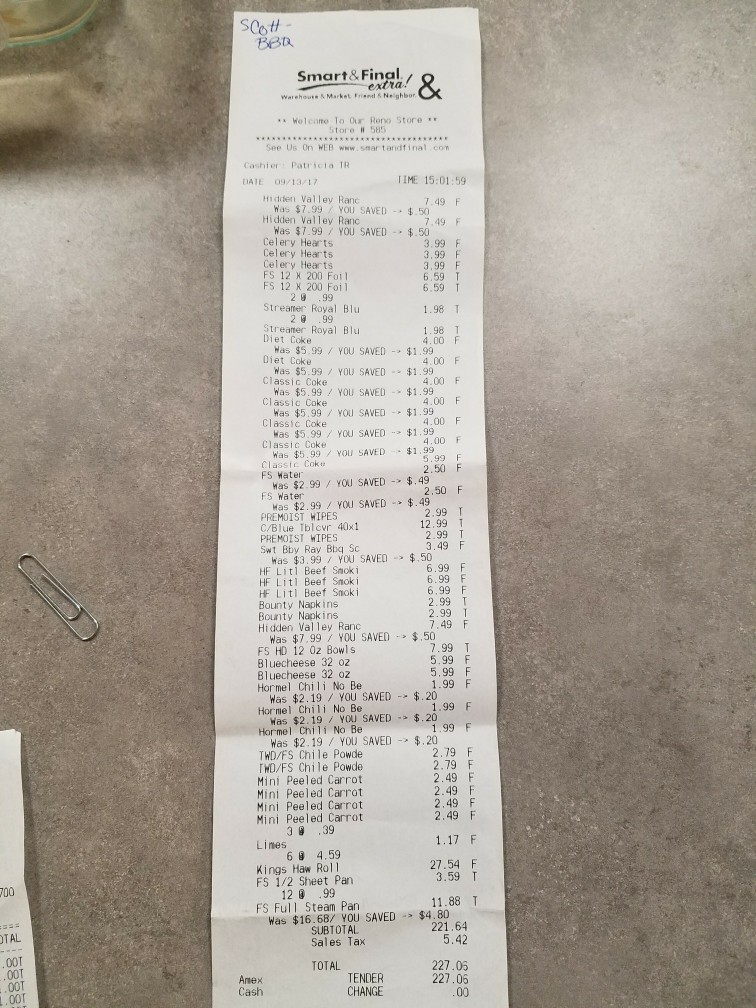 Scott-
BBQ
Smart&Final.
extra!
&
Warehouse & Market, Friend & Neighbor.
** Welcome To Our Reno Store **
Store # 585
**************************************
See Us On WEB www.smartandfinal.com
Cashier: Patricia TR
DATE 09/13/17 TIME 15:01:59
Hidden Valley Ranc 7.49 F
Was $7.99 / YOU SAVED -> $.50
Hidden Valley Ranc 7.49 F
Was $7.99 / YOU SAVED -> $.50
Celery Hearts 3.99 F
Celery Hearts 3.99 F
Celery Hearts 3.99 F
FS 12 X 200 Foil 6.59 T
FS 12 X 200 Foil 6.59 T
2 @ .99
Streamer Royal Blu 1.98 T
2 @ .99
Streamer Royal Blu 1.98 T
Diet Coke 4.00 F
Was $5.99 / YOU SAVED -> $1.99
Diet Coke 4.00 F
Was $5.99 / YOU SAVED -> $1.99
Classic Coke 4.00 F
Was $5.99 / YOU SAVED -> $1.99
Classic Coke 4.00 F
Was $5.99 / YOU SAVED -> $1.99
Classic Coke 4.00 F
Was $5.99 / YOU SAVED -> $1.99
Classic Coke 4.00 F
Was $5.99 / YOU SAVED -> $1.99
Classic Coke 5.99 F
FS Water 2.50 F
Was $2.99 / YOU SAVED -> $.49
FS Water 2.50 F
Was $2.99 / YOU SAVED -> $.49
PREMOIST WIPES 2.99 T
C/Blue Tblcvr 40x1 12.99 T
PREMOIST WIPES 2.99 T
Swt Bby Ray Bbq Sc 3.49 F
Was $3.99 / YOU SAVED -> $.50
HF Litl Beef Smoki 6.99 F
HF Litl Beef Smoki 6.99 F
HF Litl Beef Smoki 6.99 F
Bounty Napkins 2.99 T
Bounty Napkins 2.99 T
Hidden Valley Ranc 7.49 F
Was $7.99 / YOU SAVED -> $.50
FS HD 12 Oz Bowls 7.99 T
Bluecheese 32 oz 5.99 F
Bluecheese 32 oz 5.99 F
Hormel Chili No Be 1.99 F
Was $2.19 / YOU SAVED -> $.20
Hormel Chili No Be 1.99 F
Was $2.19 / YOU SAVED -> $.20
Hormel Chili No Be 1.99 F
Was $2.19 / YOU SAVED -> $.20
TWD/FS Chile Powde 2.79 F
TWD/FS Chile Powde 2.79 F
Mini Peeled Carrot 2.49 F
Mini Peeled Carrot 2.49 F
Mini Peeled Carrot 2.49 F
Mini Peeled Carrot 2.49 F
3 @ .39
Limes 1.17 F
6 @ 4.59
Kings Haw Roll 27.54 F
FS 1/2 Sheet Pan 3.59 T
12 @ .99
FS Full Steam Pan 11.88 T
Was $16.68/ YOU SAVED -> $4.80
SUBTOTAL 221.64
Sales Tax 5.42
TOTAL 227.06
Amex TENDER 227.06
Cash CHANGE .00
700
====
OTAL
----
.00T
.00T
.00T
1.00T